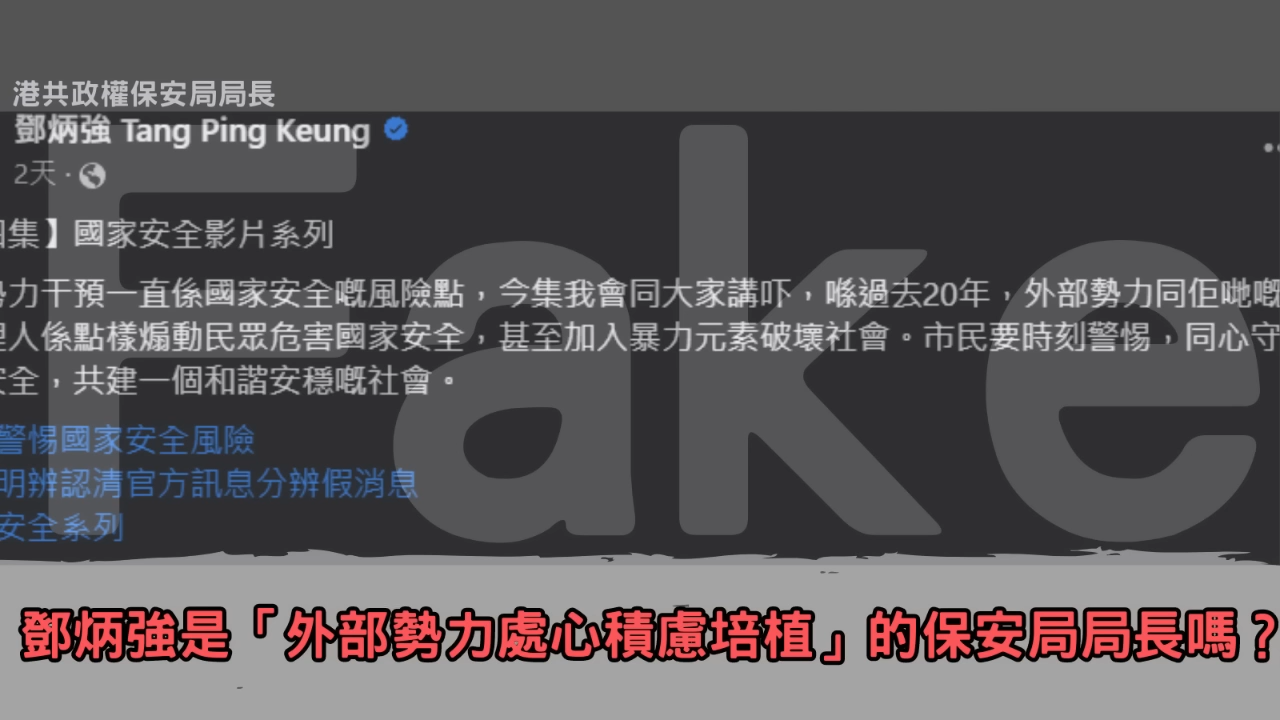 港共政權保安局局長
鄧炳強 Tang Ping Keung
2天 ·
集】國家安全影片系列
力干預一直係國家安全嘅風險點，今集我會同大家講吓，喺過去20年，外部勢力同佢哋嘅
人係點樣煽動民眾危害國家安全，甚至加入暴力元素破壞社會。市民要時刻警惕，同心守
安全，共建一個和諧安穩嘅社會。
警惕國家安全風險
明辨認清官方訊息分辨假消息
安全系列
Fake
鄧炳強是「外部勢力處心積慮培植」的保安局局長嗎？